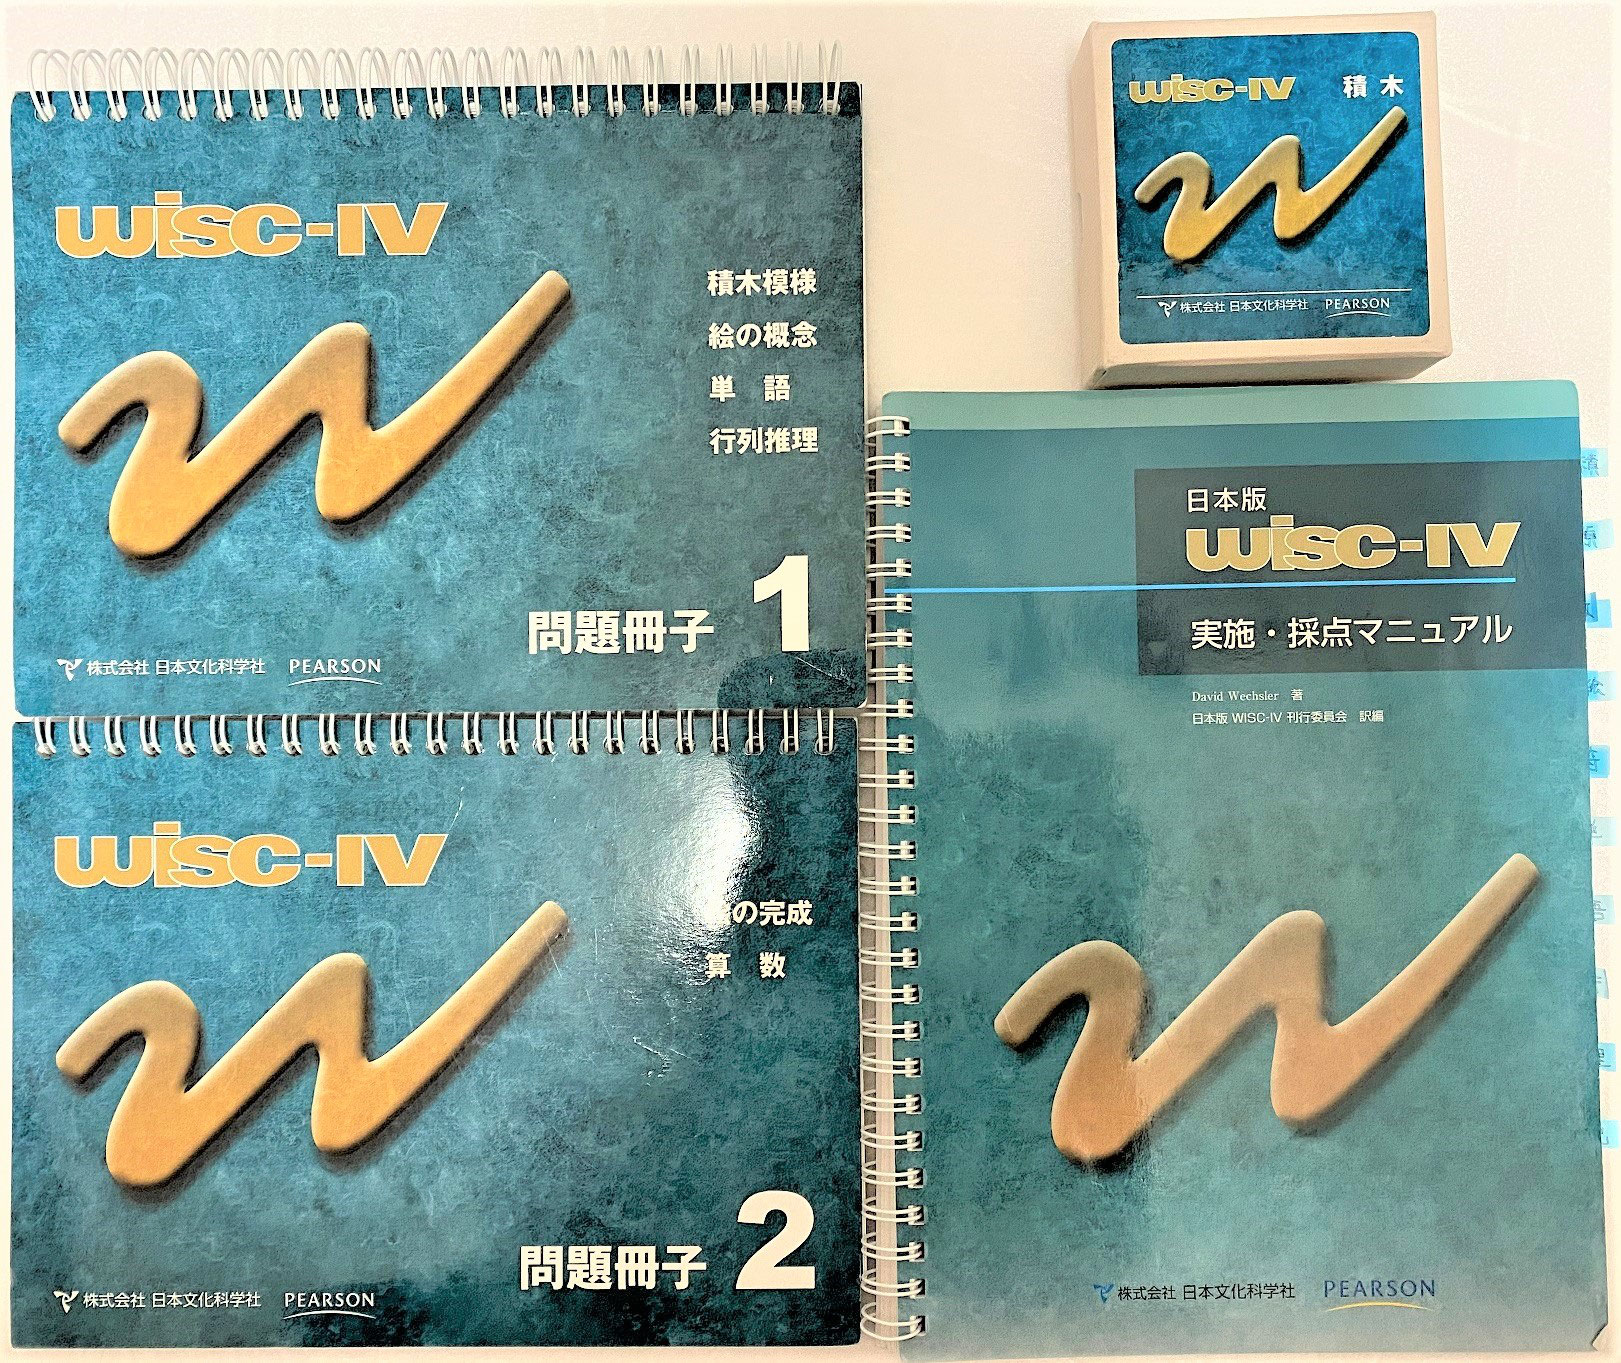 WISC-IV
積木模様
絵の概念
単 語
行列推理
問題冊子 1
株式会社 日本文化科学社 PEARSON
WISC-IV 積木
株式会社 日本文化科学社 PEARSON
WISC-IV
の完成
算 数
問題冊子 2
株式会社 日本文化科学社 PEARSON
日本版
WISC-IV
実施・採点マニュアル
David Wechsler 著
日本版 WISC-IV 刊行委員会 訳編
株式会社 日本文化科学社 PEARSON